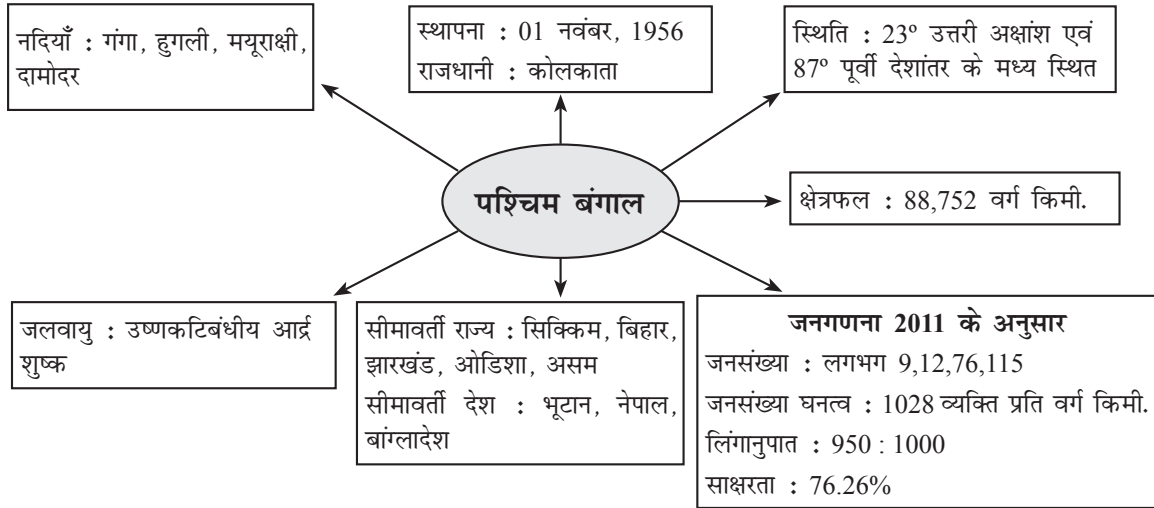 नदियाँ : गंगा, हुगली, मयूराक्षी,
दामोदर
स्थापना : 01 नवंबर, 1956
राजधानी : कोलकाता
स्थिति : 23º उत्तरी अक्षांश एवं
87º पूर्वी देशांतर के मध्य स्थित
पश्चिम बंगाल
क्षेत्रफल : 88,752 वर्ग किमी.
जलवायु : उष्णकटिबंधीय आर्द्र
शुष्क
सीमावर्ती राज्य : सिक्किम, बिहार,
झारखंड, ओडिशा, असम
सीमावर्ती देश : भूटान, नेपाल,
बांग्लादेश
जनगणना 2011 के अनुसार
जनसंख्या : लगभग 9,12,76,115
जनसंख्या घनत्व : 1028 व्यक्ति प्रति वर्ग किमी.
लिंगानुपात : 950 : 1000
साक्षरता : 76.26%